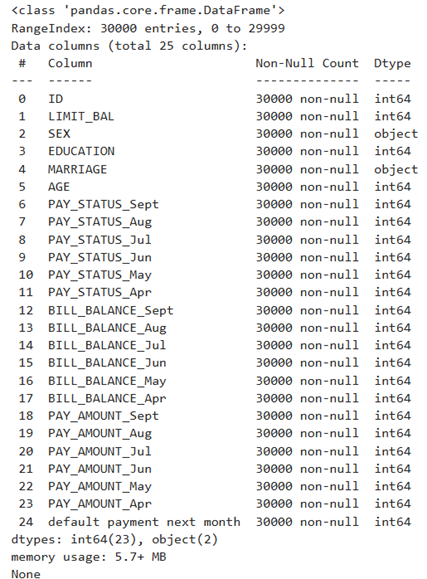 <class 'pandas.core.frame.DataFrame'>
RangeIndex: 30000 entries, 0 to 29999
Data columns (total 25 columns):
 #   Column                      Non-Null Count  Dtype
---  ------                      --------------  -----
 0   ID                          30000 non-null  int64
 1   LIMIT_BAL                   30000 non-null  int64
 2   SEX                         30000 non-null  object
 3   EDUCATION                   30000 non-null  int64
 4   MARRIAGE                    30000 non-null  object
 5   AGE                         30000 non-null  int64
 6   PAY_STATUS_Sept             30000 non-null  int64
 7   PAY_STATUS_Aug              30000 non-null  int64
 8   PAY_STATUS_Jul              30000 non-null  int64
 9   PAY_STATUS_Jun              30000 non-null  int64
 10  PAY_STATUS_May              30000 non-null  int64
 11  PAY_STATUS_Apr              30000 non-null  int64
 12  BILL_BALANCE_Sept           30000 non-null  int64
 13  BILL_BALANCE_Aug            30000 non-null  int64
 14  BILL_BALANCE_Jul            30000 non-null  int64
 15  BILL_BALANCE_Jun            30000 non-null  int64
 16  BILL_BALANCE_May            30000 non-null  int64
 17  BILL_BALANCE_Apr            30000 non-null  int64
 18  PAY_AMOUNT_Sept             30000 non-null  int64
 19  PAY_AMOUNT_Aug              30000 non-null  int64
 20  PAY_AMOUNT_Jul              30000 non-null  int64
 21  PAY_AMOUNT_Jun              30000 non-null  int64
 22  PAY_AMOUNT_May              30000 non-null  int64
 23  PAY_AMOUNT_Apr              30000 non-null  int64
 24  default payment next month  30000 non-null  int64
dtypes: int64(23), object(2)
memory usage: 5.7+ MB
None